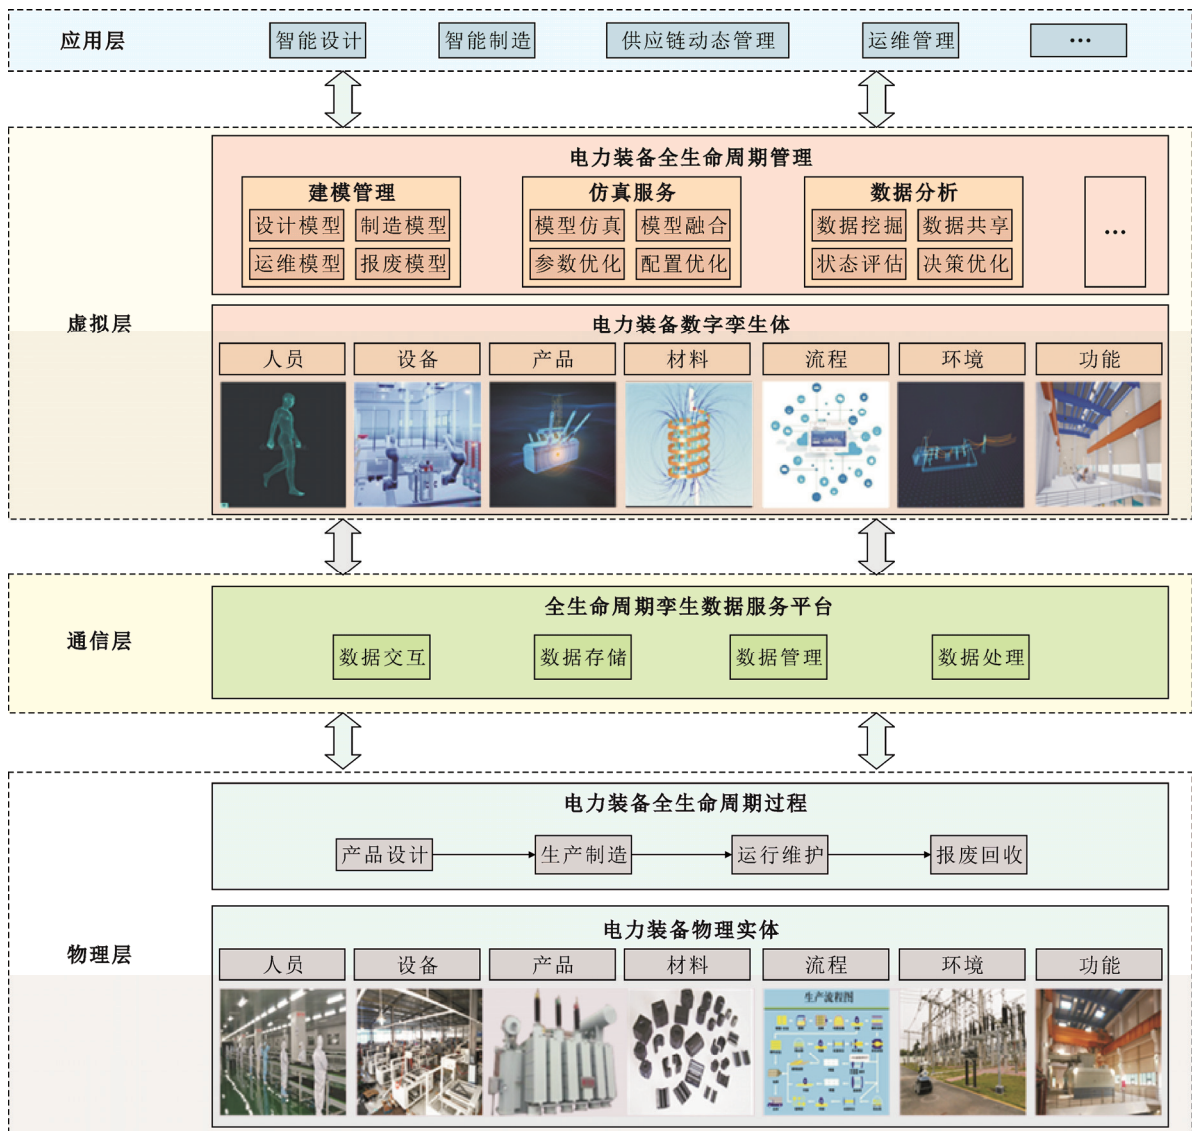 应用层
智能设计 智能制造 供应链动态管理 运维管理 ···
电力装备全生命周期管理
建模管理 仿真服务 数据分析
设计模型 制造模型 模型仿真 模型融合 数据挖掘 数据共享
···
运维模型 报废模型 参数优化 配置优化 状态评估 决策优化
虚拟层
电力装备数字孪生体
人员 设备 产品 材料 流程 环境 功能
全生命周期孪生数据服务平台
通信层
数据交互 数据存储 数据管理 数据处理
电力装备全生命周期过程
产品设计 生产制造 运行维护 报废回收
电力装备物理实体
物理层
人员 设备 产品 材料 流程 环境 功能
生产流程图